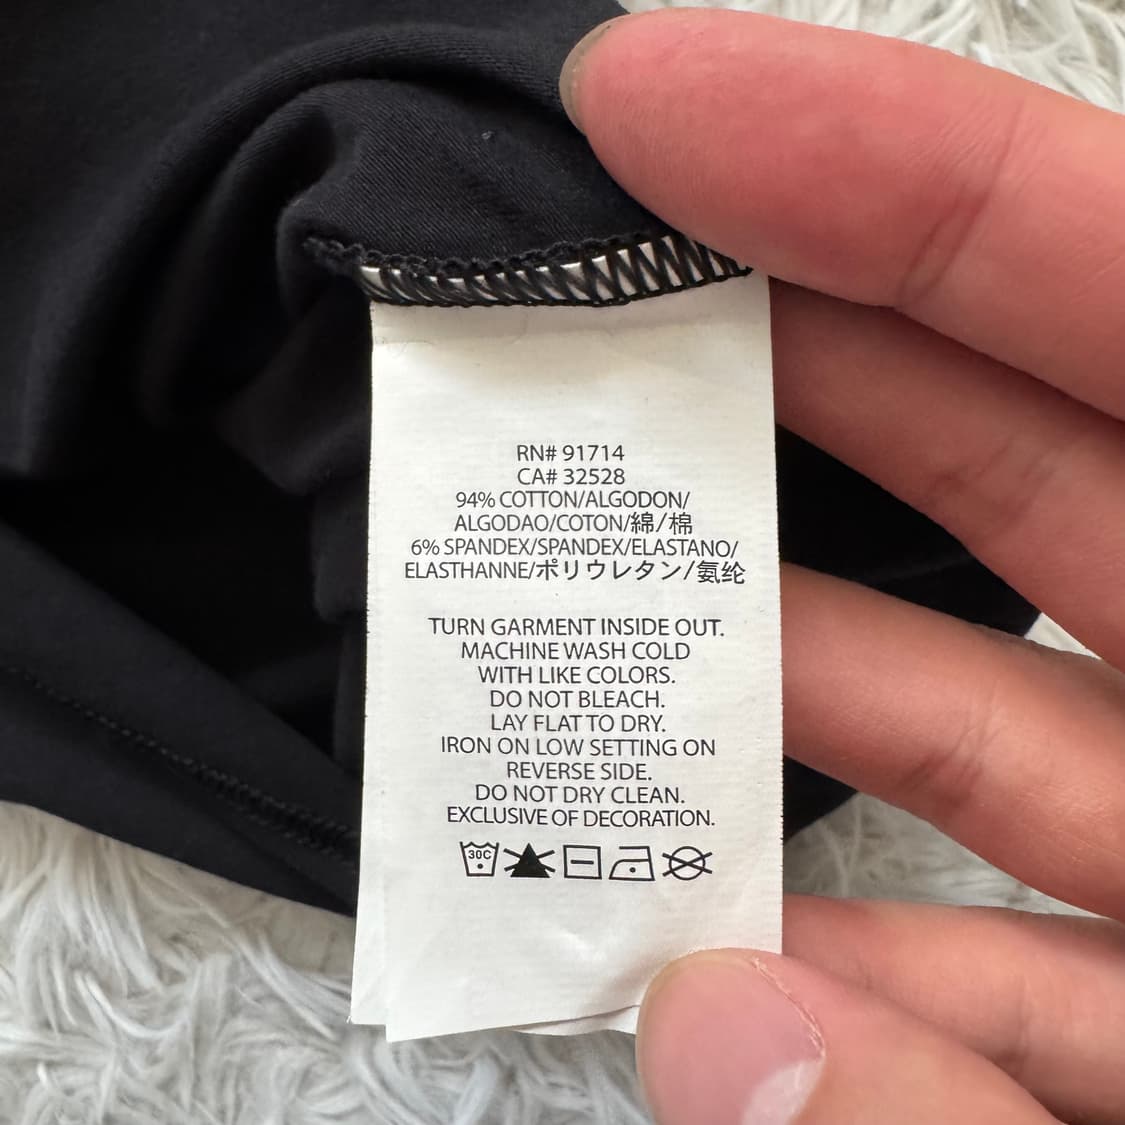 RN# 91714
CA# 32528
94% COTTON/ALGODON/
ALGODAO/COTON/綿/棉
6% SPANDEX/SPANDEX/ELASTANO/
ELASTHANNE/ポリウレタン/氨纶
TURN GARMENT INSIDE OUT.
MACHINE WASH COLD
WITH LIKE COLORS.
DO NOT BLEACH.
LAY FLAT TO DRY.
IRON ON LOW SETTING ON
REVERSE SIDE.
DO NOT DRY CLEAN.
EXCLUSIVE OF DECORATION.
30C